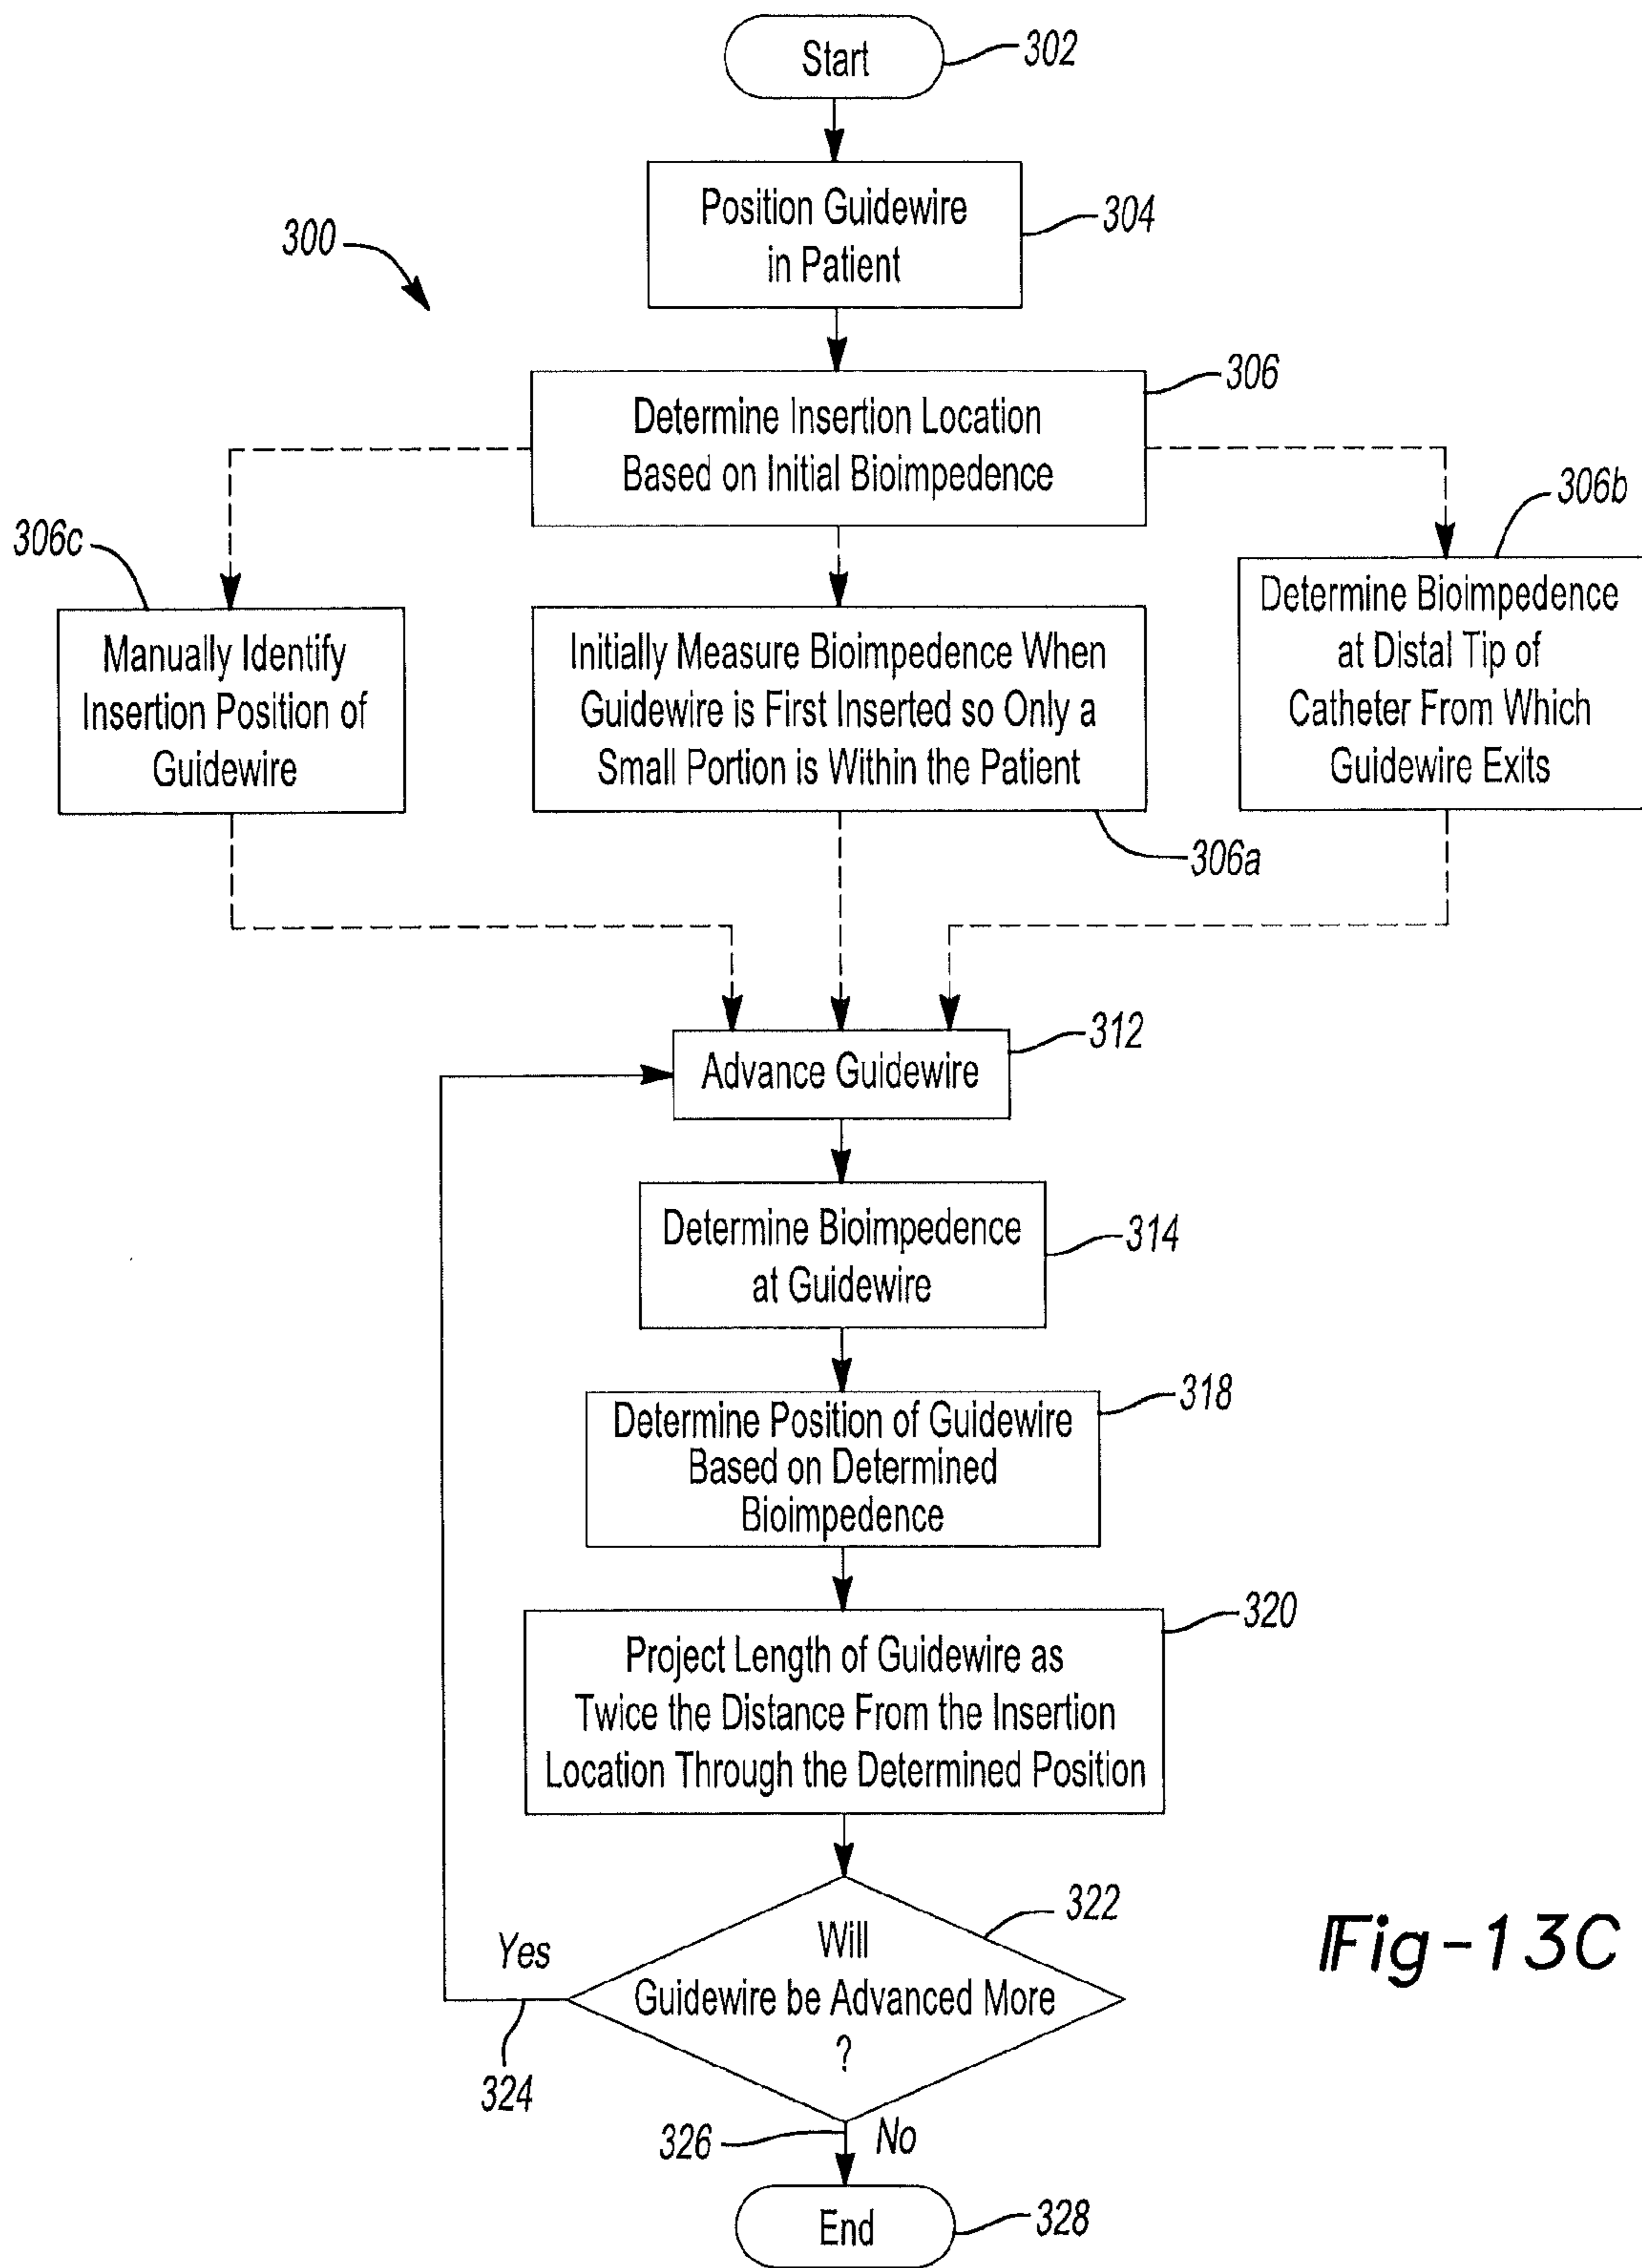 Start
302
Position Guidewire
in Patient
304
300
Determine Insertion Location
Based on Initial Bioimpedence
306
306c
Manually Identify
Insertion Position of
Guidewire
Initially Measure Bioimpedence When
Guidewire is First Inserted so Only a
Small Portion is Within the Patient
306a
306b
Determine Bioimpedence
at Distal Tip of
Catheter From Which
Guidewire Exits
Advance Guidewire
312
Determine Bioimpedence
at Guidewire
314
Determine Position of Guidewire
Based on Determined
Bioimpedence
318
Project Length of Guidewire as
Twice the Distance From the Insertion
Location Through the Determined Position
320
Will
Guidewire be Advanced More
?
322
Yes
324
326
No
End
328
Fig-13C